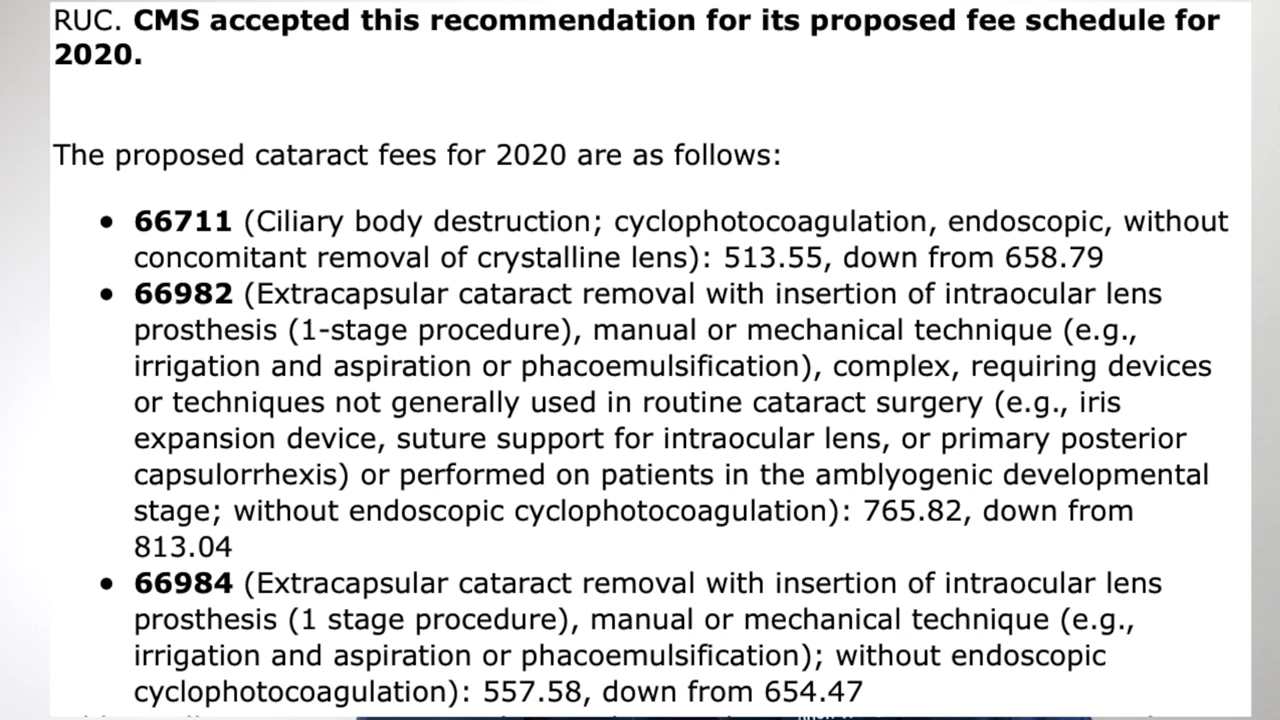 RUC. CMS accepted this recommendation for its proposed fee schedule for
2020.
The proposed cataract fees for 2020 are as follows:
• 66711 (Ciliary body destruction; cyclophotocoagulation, endoscopic, without
concomitant removal of crystalline lens): 513.55, down from 658.79
• 66982 (Extracapsular cataract removal with insertion of intraocular lens
prosthesis (1-stage procedure), manual or mechanical technique (e.g.,
irrigation and aspiration or phacoemulsification), complex, requiring devices
or techniques not generally used in routine cataract surgery (e.g., iris
expansion device, suture support for intraocular lens, or primary posterior
capsulorrhexis) or performed on patients in the amblyogenic developmental
stage; without endoscopic cyclophotocoagulation): 765.82, down from
813.04
• 66984 (Extracapsular cataract removal with insertion of intraocular lens
prosthesis (1 stage procedure), manual or mechanical technique (e.g.,
irrigation and aspiration or phacoemulsification); without endoscopic
cyclophotocoagulation): 557.58, down from 654.47